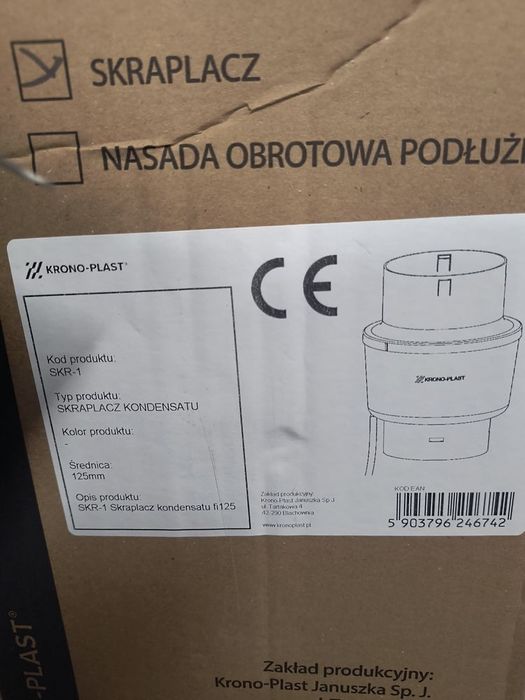 SKRAPLACZ
NASADA OBROTOWA
KRONO-PLAST®
CE
Kod produktu:
SKR-1
Typ produktu:
SKRAPLACZ KONDENSATU
Kolor produktu:
-
Średnica:
125mm
Opis produktu:
SKR-1 Skraplacz kondensatu fi125
KRONO-PLAST
Zakład produkcyjny:
Krono-Plast Januszka Sp.J.
ul. Tartakowa 4
42-290 Blachownia
www.kronoplast.pl
KOD EAN
5 903796 246742
-PLAST®
Zakład produkcyjny:
Krono-Plast Januszka Sp. J.